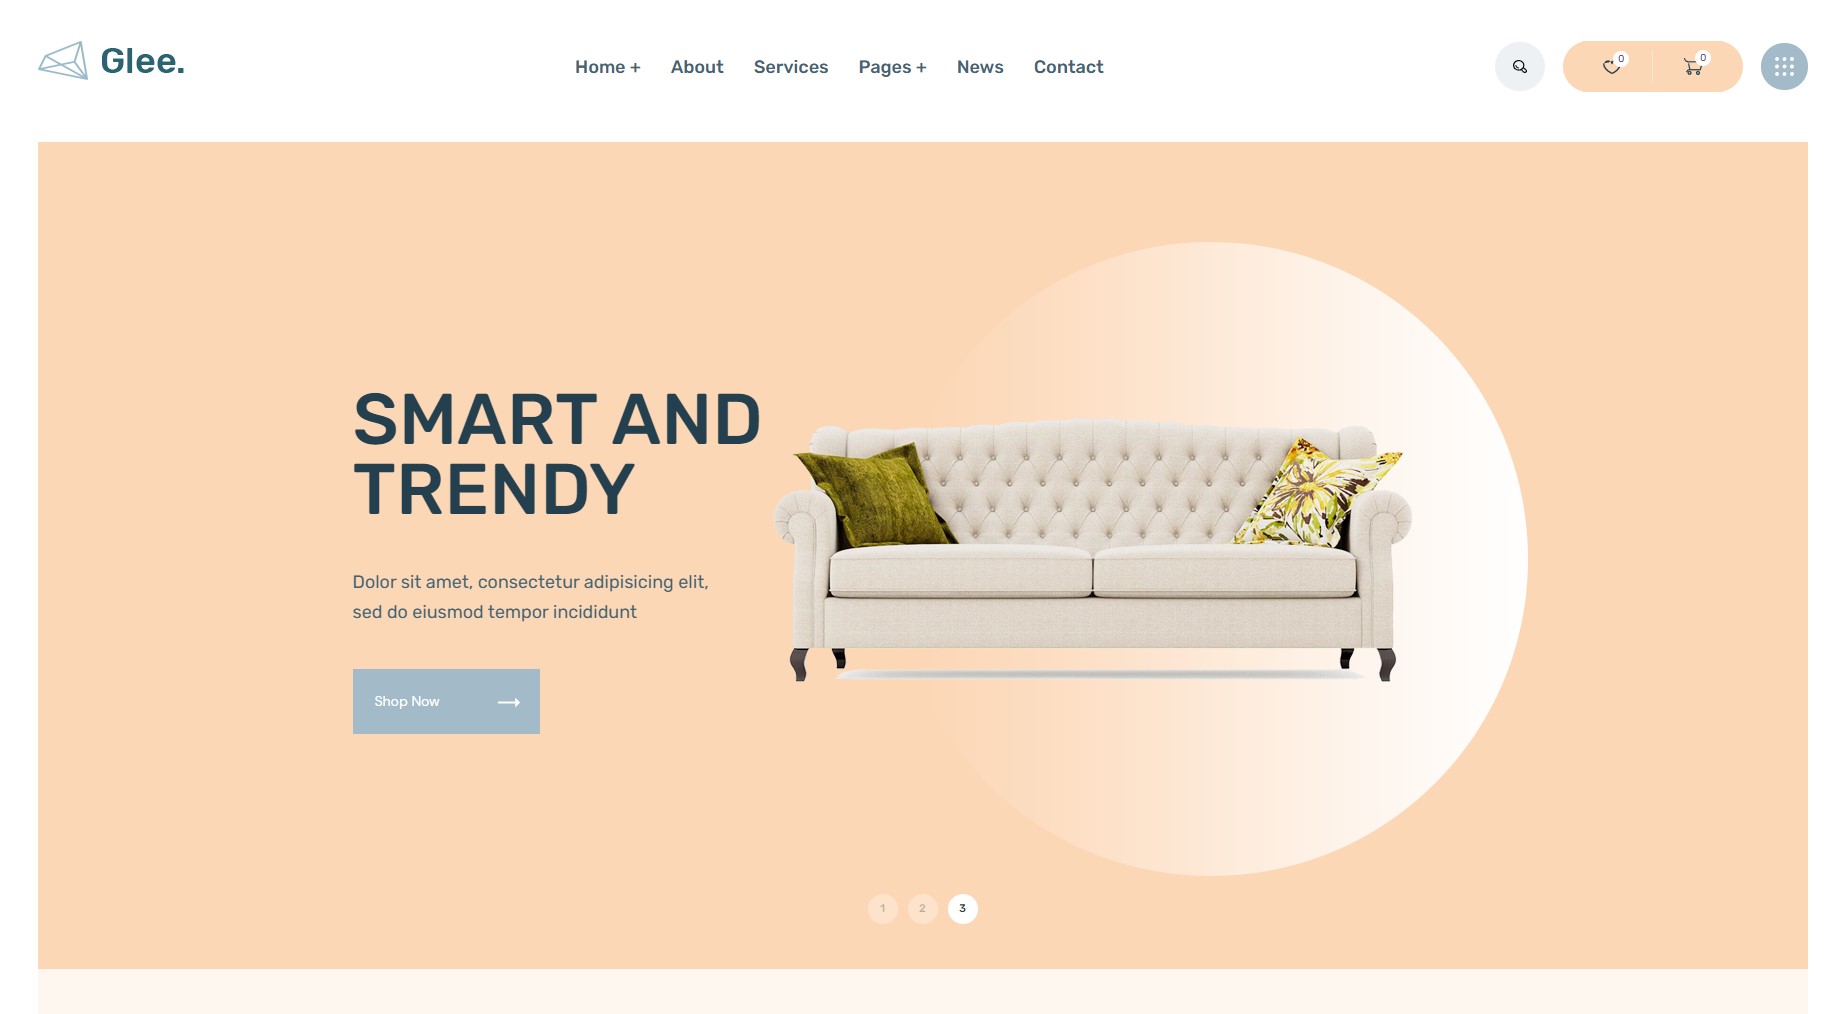 Glee.
Home +
About
Services
Pages +
News
Contact
0
0
SMART AND
TRENDY
Dolor sit amet, consectetur adipisicing elit,
sed do eiusmod tempor incididunt
Shop Now
1
2
3